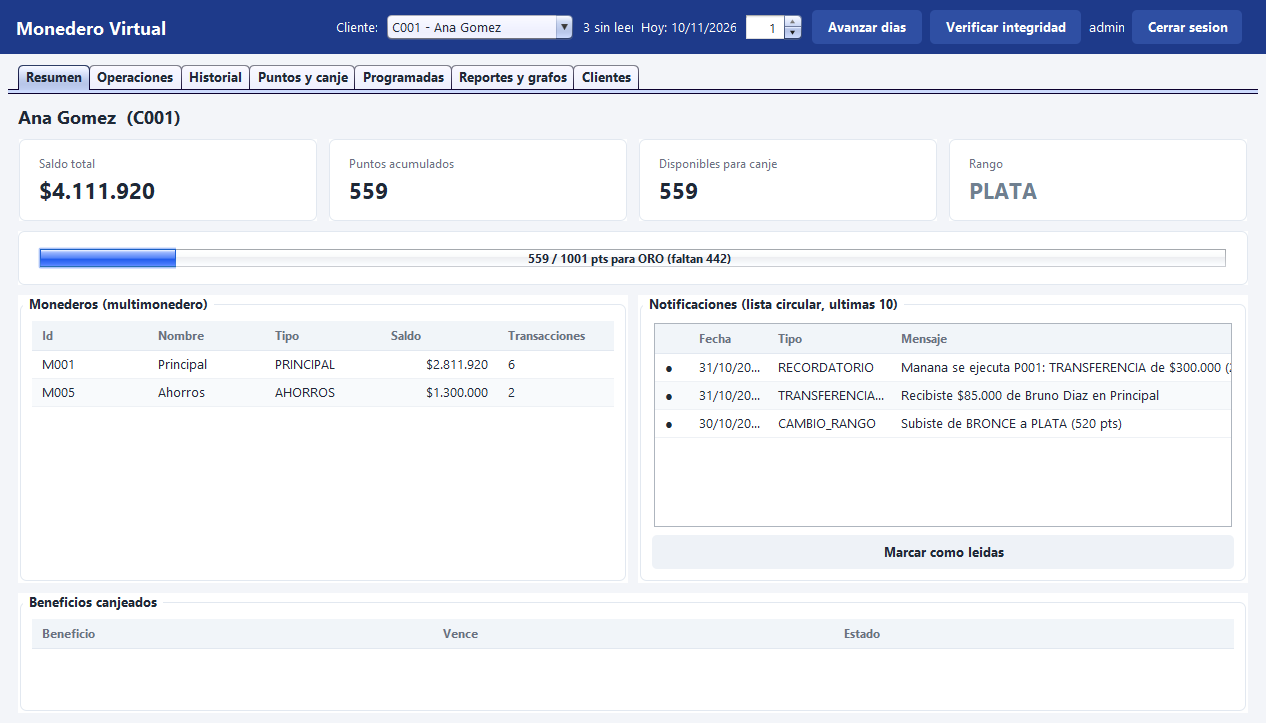 Monedero Virtual
Cliente: C001 - Ana Gomez 3 sin leer Hoy: 10/11/2026 1 Avanzar dias Verificar integridad admin Cerrar sesion
Resumen Operaciones Historial Puntos y canje Programadas Reportes y grafos Clientes
Ana Gomez (C001)
Saldo total
$4.111.920
Puntos acumulados
559
Disponibles para canje
559
Rango
PLATA
559 / 1001 pts para ORO (faltan 442)
Monederos (multimonedero)
Id Nombre Tipo Saldo Transacciones
M001 Principal PRINCIPAL $2.811.920 6
M005 Ahorros AHORROS $1.300.000 2
Notificaciones (lista circular, ultimas 10)
Fecha Tipo Mensaje
● 31/10/20... RECORDATORIO Manana se ejecuta P001: TRANSFERENCIA de $300.000 (
● 31/10/20... TRANSFERENCIA... Recibiste $85.000 de Bruno Diaz en Principal
● 30/10/20... CAMBIO_RANGO Subiste de BRONCE a PLATA (520 pts)
Marcar como leidas
Beneficios canjeados
Beneficio Vence Estado